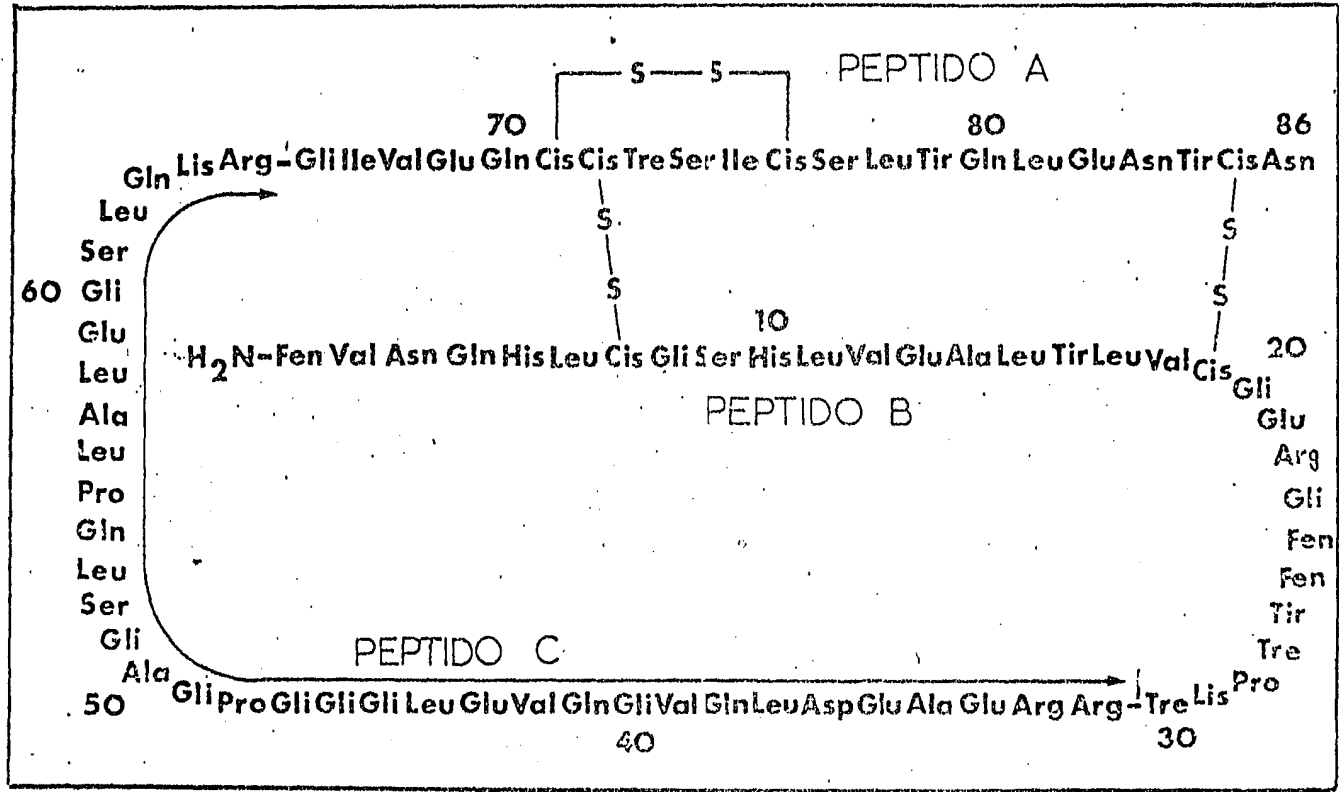 S S PEPTIDO A
70 80 86
Gln Lis Arg-Gli Ile Val Glu Gln Cis Cis Tre Ser Ile Cis Ser Leu Tir Gln Leu Glu Asn Tir Cis Asn
Leu
Ser
60 Gli
Glu
Leu
Ala
Leu
Pro
Gln
Leu
Ser
Gli
Ala
50
S S
S S
10 20
H2N-Fen Val Asn Gln His Leu Cis Gli Ser His Leu Val Glu Ala Leu Tir Leu Val Cis
PEPTIDO B
Gli
Glu
Arg
Gli
Fen
Fen
Tir
Tre
PEPTIDO C
Gli Pro Gli Gli Gli Leu Glu Val Gln Gli Val Gln Leu Asp Glu Ala Glu Arg Arg-Tre Lis Pro
40 30